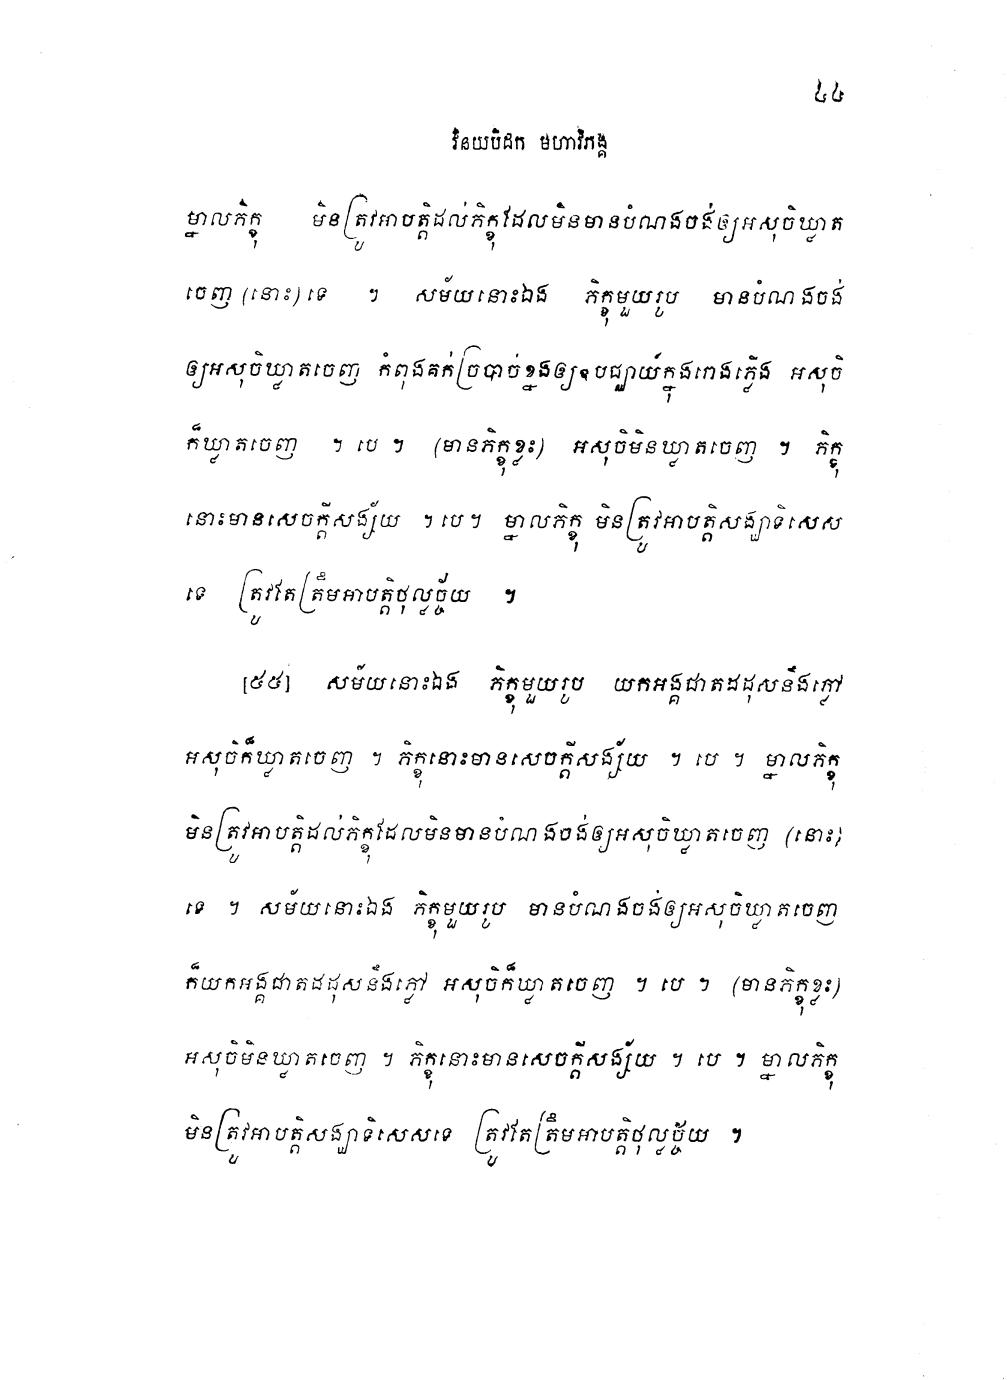 ៤៤
វិនយបិដក មហាវិភង្គ
ម្នាលភិក្ខុ មិនត្រូវអាបត្តិដល់ភិក្ខុដែលមិនមានបំណងចង់ឲ្យអសុចិឃ្លាត
ចេញ (នោះ) ទេ ។ សម័យនោះឯង ភិក្ខុមួយរូប មានបំណងចង់
ឲ្យអសុចិឃ្លាតចេញ កំពុងគក់ច្របាច់ខ្នងឲ្យឧបជ្ឈាយ៍ក្នុងរោងភ្លើង អសុចិ
ក៏ឃ្លាតចេញ ។ បេ ។ (មានភិក្ខុខ្លះ) អសុចិមិនឃ្លាតចេញ ។ ភិក្ខុ
នោះមានសេចក្តីសង្ស័យ ។ បេ ។ ម្នាលភិក្ខុ មិនត្រូវអាបត្តិសង្ឃាទិសេស
ទេ ត្រូវតែត្រឹមអាបត្តិថុល្លច្ច័យ ។
[៥៥] សម័យនោះឯង ភិក្ខុមួយរូប យកអង្គជាតដដុសនឹងភ្លៅ
អសុចិក៏ឃ្លាតចេញ ។ ភិក្ខុនោះមានសេចក្តីសង្ស័យ ។ បេ ។ ម្នាលភិក្ខុ
មិនត្រូវអាបត្តិដល់ភិក្ខុដែលមិនមានបំណងចង់ឲ្យអសុចិឃ្លាតចេញ (នោះ)
ទេ ។ សម័យនោះឯង ភិក្ខុមួយរូប មានបំណងចង់ឲ្យអសុចិឃ្លាតចេញ
ក៏យកអង្គជាតដដុសនឹងភ្លៅ អសុចិក៏ឃ្លាតចេញ ។ បេ ។ (មានភិក្ខុខ្លះ)
អសុចិមិនឃ្លាតចេញ ។ ភិក្ខុនោះមានសេចក្តីសង្ស័យ ។ បេ ។ ម្នាលភិក្ខុ
មិនត្រូវអាបត្តិសង្ឃាទិសេសទេ ត្រូវតែត្រឹមអាបត្តិថុល្លច្ច័យ ។